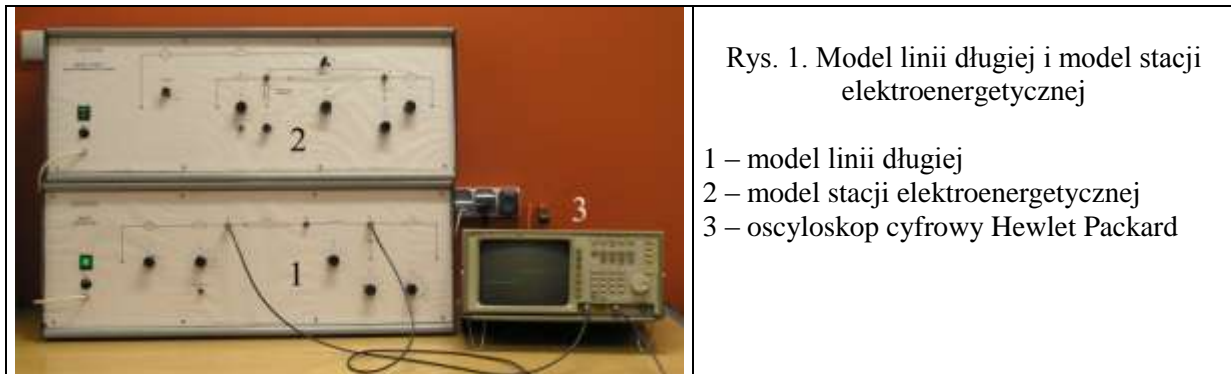 Rys. 1. Model linii długiej i model stacji
elektroenergetycznej
1 – model linii długiej
2 – model stacji elektroenergetycznej
3 – oscyloskop cyfrowy Hewlet Packard
2
3
1